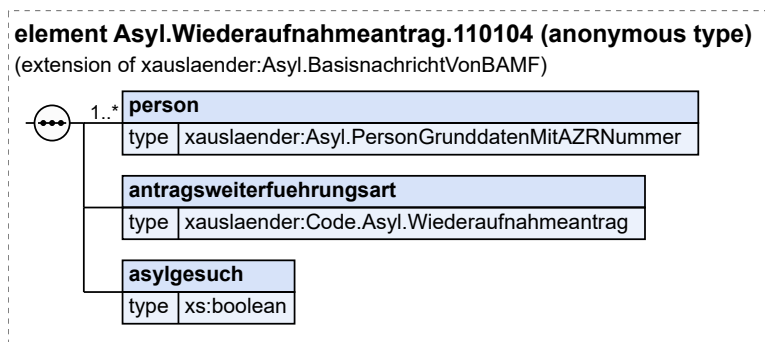 element Asyl.Wiederaufnahmeantrag.110104 (anonymous type)
(extension of xauslaender:Asyl.BasisnachrichtVonBAMF)
1..* person
type xauslaender:Asyl.PersonGrunddatenMitAZRNummer
antragsweiterfuehrungsart
type xauslaender:Code.Asyl.Wiederaufnahmeantrag
asylgesuch
type xs:boolean